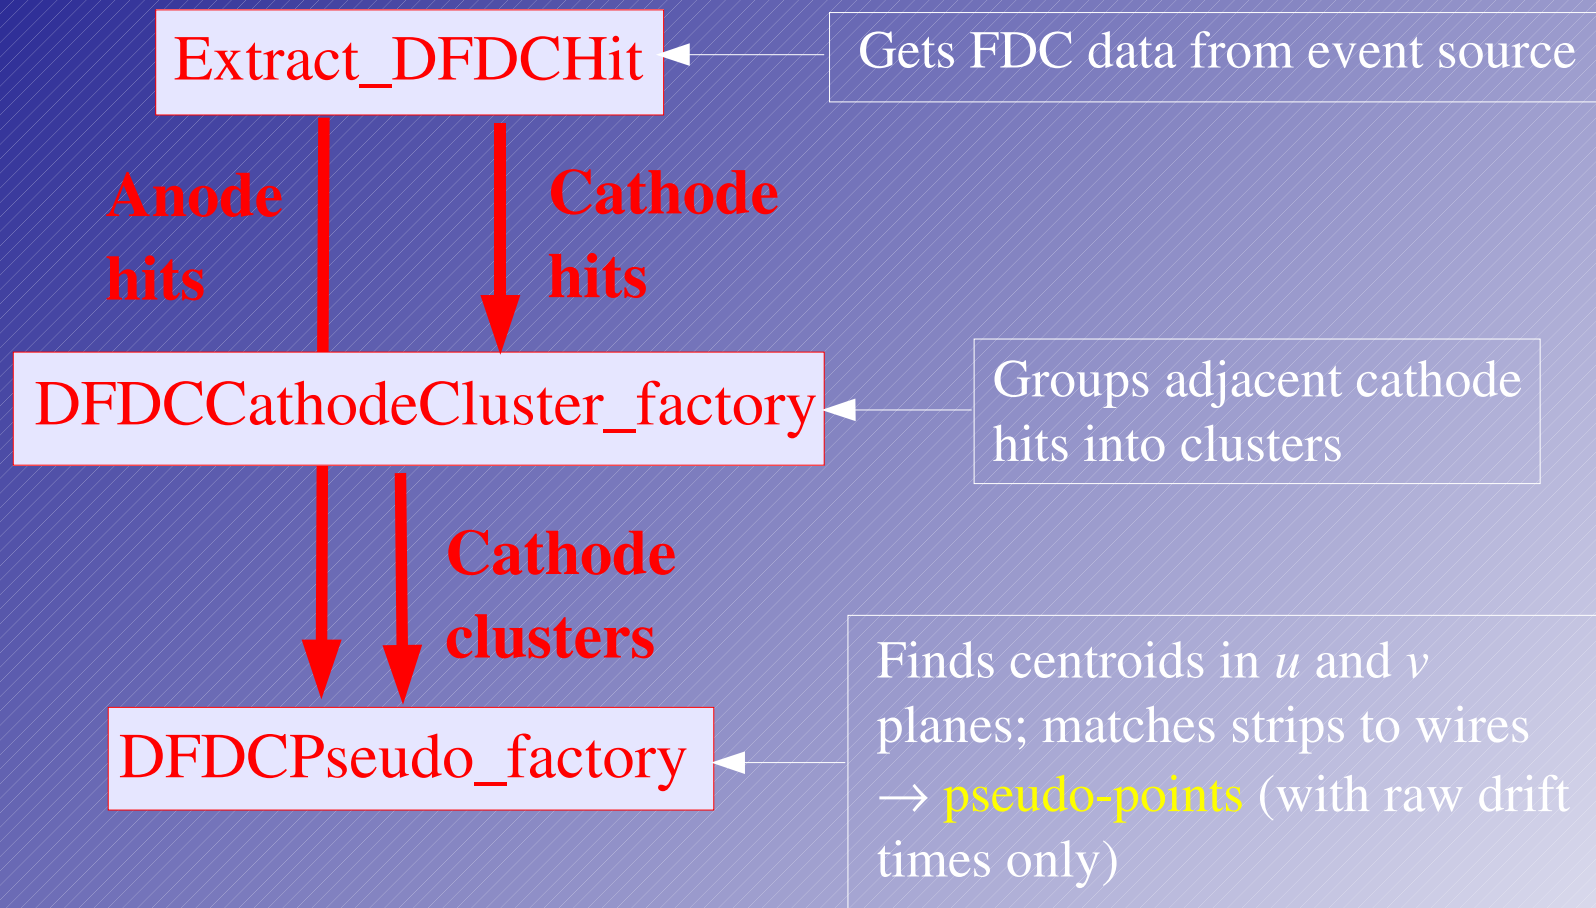 Extract_DFDCHit
Gets FDC data from event source
Anode
hits
Cathode
hits
DFDCCathodeCluster_factory
Groups adjacent cathode
hits into clusters
Cathode
clusters
DFDCPseudo_factory
Finds centroids in u and v
planes; matches strips to wires
→ pseudo-points (with raw drift
times only)